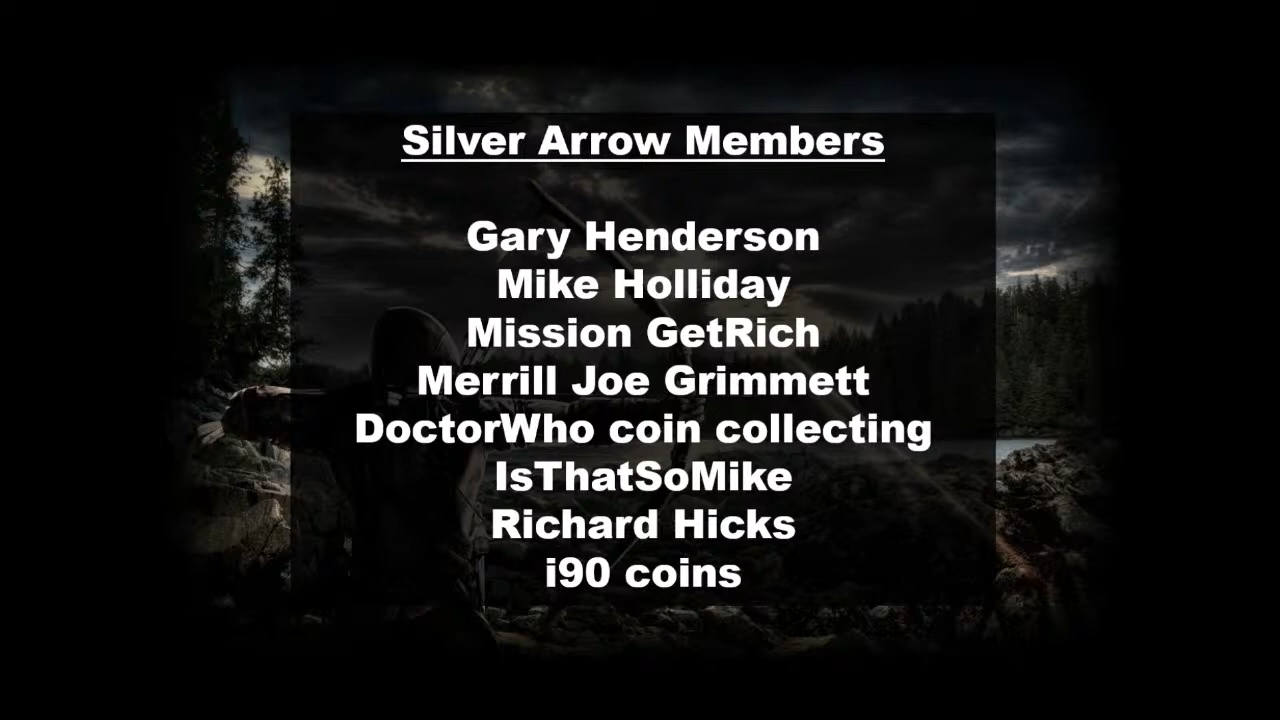 Silver Arrow Members
Gary Henderson
Mike Holliday
Mission GetRich
Merrill Joe Grimmett
DoctorWho coin collecting
IsThatSoMike
Richard Hicks
i90 coins